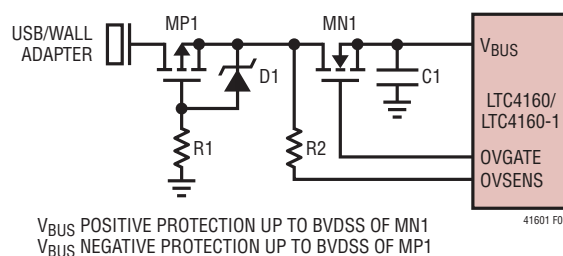 USB/WALL
ADAPTER
MP1
MN1
D1
C1
R1
R2
VBUS
LTC4160/
LTC4160-1
OVGATE
OVSENS
VBUS POSITIVE PROTECTION UP TO BVDSS OF MN1
VBUS NEGATIVE PROTECTION UP TO BVDSS OF MP1
41601 F0